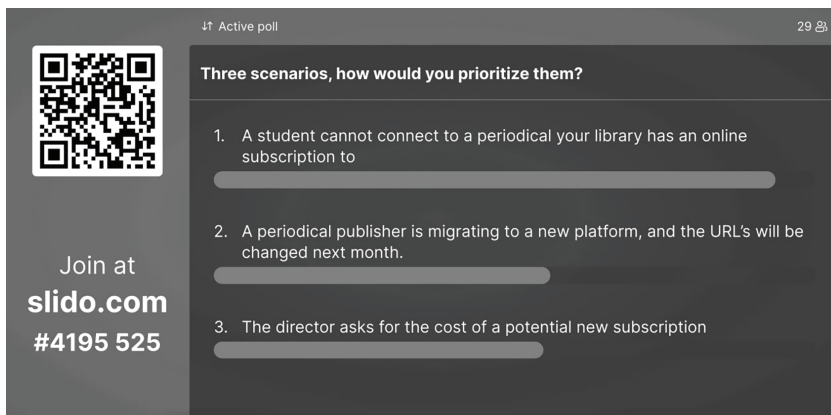 Active poll
29
Three scenarios, how would you prioritize them?
1. A student cannot connect to a periodical your library has an online
subscription to
2. A periodical publisher is migrating to a new platform, and the URL’s will be
changed next month.
3. The director asks for the cost of a potential new subscription
Join at
slido.com
#4195 525